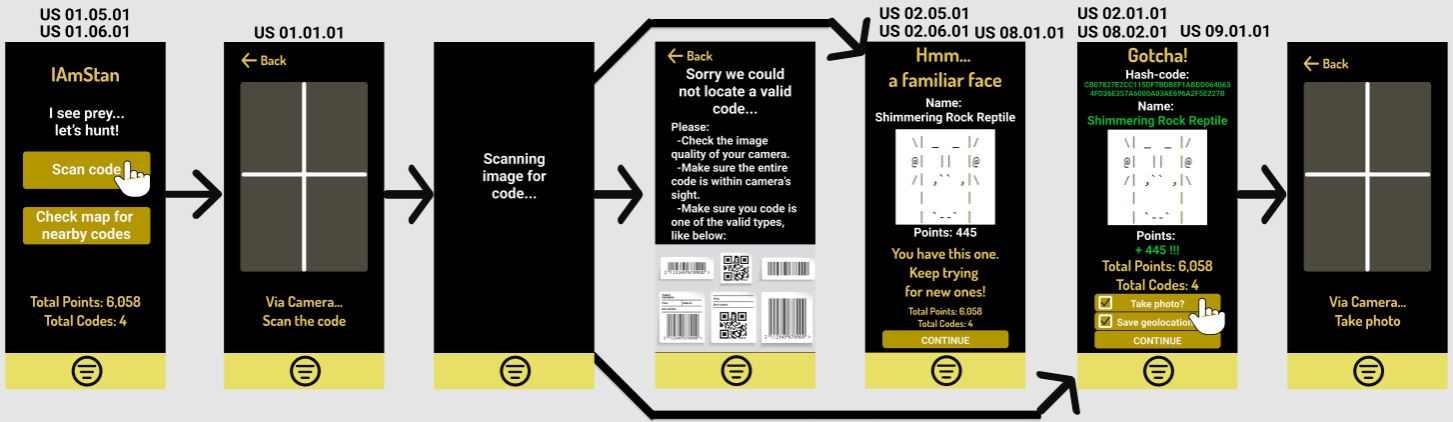 US 01.05.01
US 01.06.01
IAmStan
I see prey...
let's hunt!
Scan code
Check map for
nearby codes
Total Points: 6,058
Total Codes: 4
US 01.01.01
Back
Via Camera...
Scan the code
Scanning
image for
code...
Back
Sorry we could
not locate a valid
code...
Please:
-Check the image
quality of your camera.
-Make sure the entire
code is within camera's
sight.
-Make sure you code is
one of the valid types,
like below:
US 02.05.01
US 02.06.01 US 08.01.01
Hmm...
a familiar face
Name:
Shimmering Rock Reptile
Points: 445
You have this one.
Keep trying
for new ones!
Total Points: 6,058
Total Codes: 4
CONTINUE
US 02.01.01
US 08.02.01 US 09.01.01
Gotcha!
Hash-code:
CB07827E2CC115DF7BDBEF1ABDD064063
4FD36E357A6000A03AE696A2F5E227B
Name:
Shimmering Rock Reptile
Points:
+ 445 !!!
Total Points: 6,058
Total Codes: 4
Take photo?
Save geolocation
CONTINUE
Back
Via Camera...
Take photo